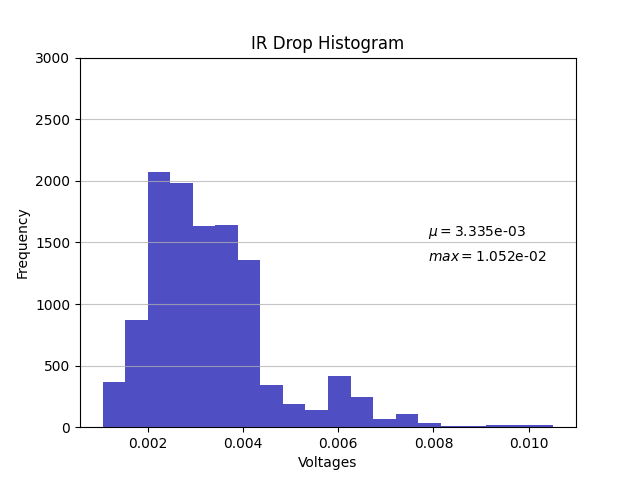 IR Drop Histogram
3000
2500
2000
1500
1000
500
0
Frequency
μ = 3.335e-03
max = 1.052e-02
0.002 0.004 0.006 0.008 0.010
Voltages